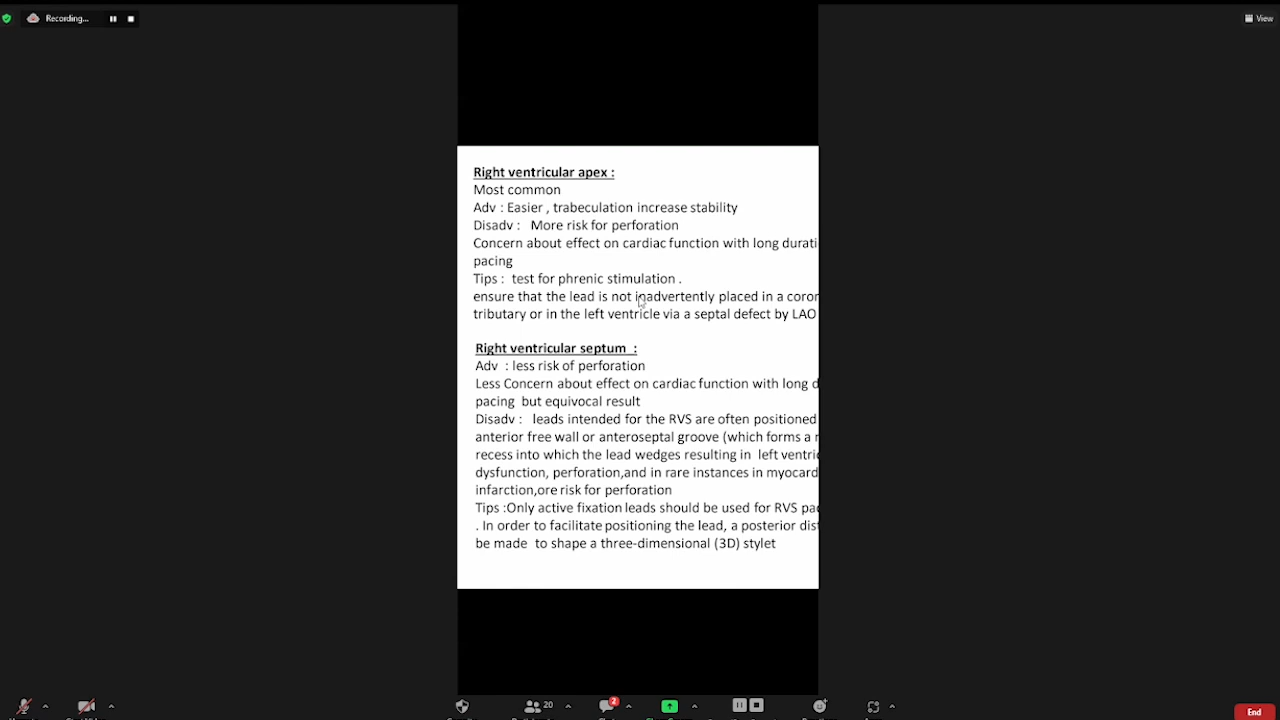 Recording...
View
Right ventricular apex :
Most common
Adv : Easier , trabeculation increase stability
Disadv : More risk for perforation
Concern about effect on cardiac function with long durati
pacing
Tips : test for phrenic stimulation .
ensure that the lead is not inadvertently placed in a coror
tributary or in the left ventricle via a septal defect by LAO
Right ventricular septum :
Adv : less risk of perforation
Less Concern about effect on cardiac function with long d
pacing but equivocal result
Disadv : leads intended for the RVS are often positioned
anterior free wall or anteroseptal groove (which forms a
recess into which the lead wedges resulting in left ventric
dysfunction, perforation,and in rare instances in myocard
infarction,ore risk for perforation
Tips :Only active fixation leads should be used for RVS pac
. In order to facilitate positioning the lead, a posterior dist
be made to shape a three-dimensional (3D) stylet
20
2
End